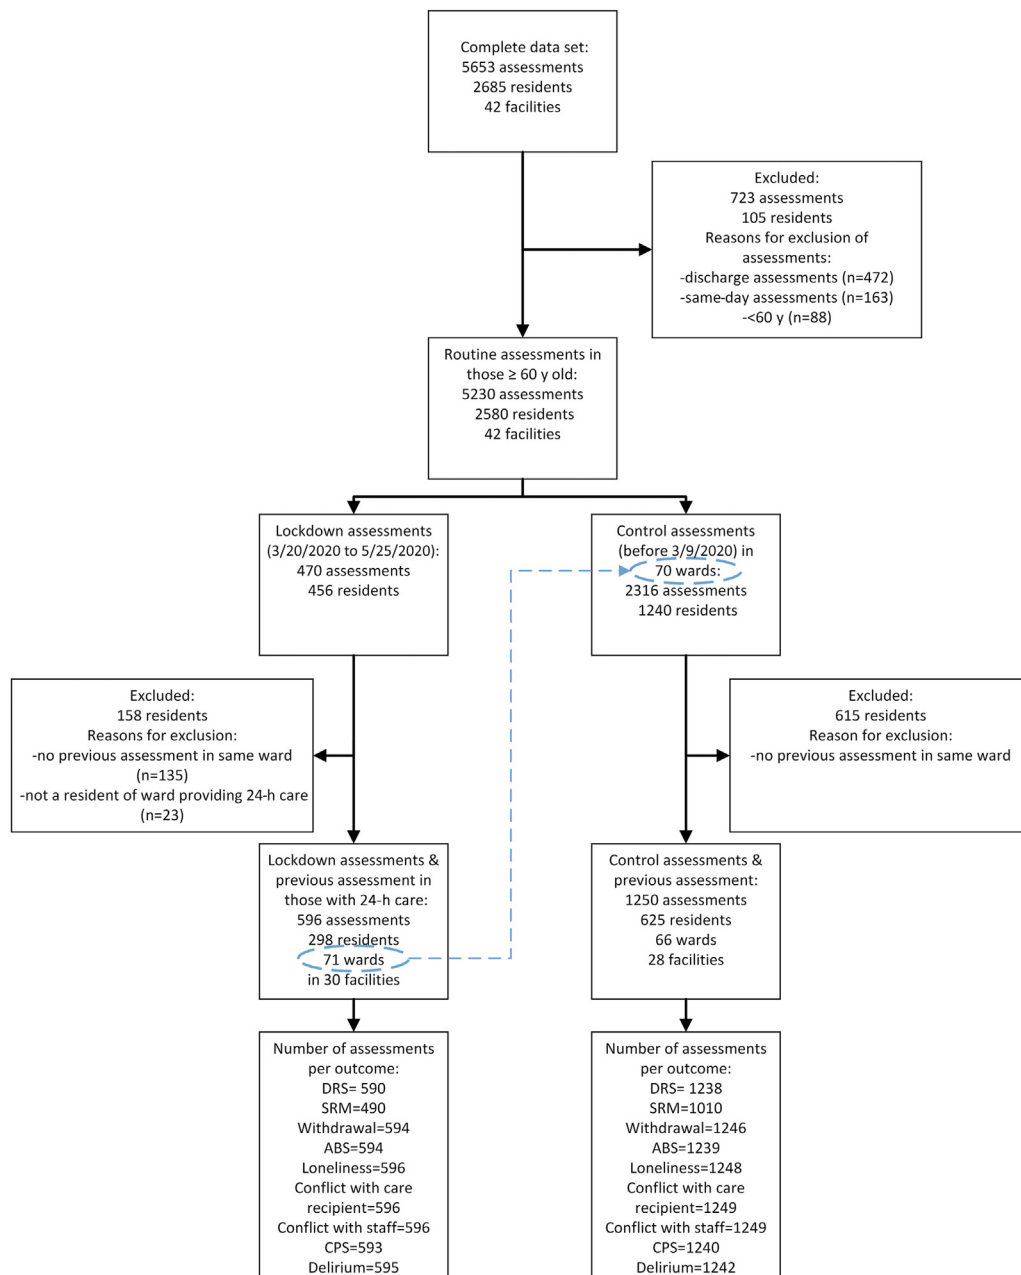 Complete data set:
5653 assessments
2685 residents
42 facilities
Excluded:
723 assessments
105 residents
Reasons for exclusion of
assessments:
-discharge assessments (n=472)
-same-day assessments (n=163)
-<60 y (n=88)
Routine assessments in
those ≥ 60 y old:
5230 assessments
2580 residents
42 facilities
Lockdown assessments
(3/20/2020 to 5/25/2020):
470 assessments
456 residents
Control assessments
(before 3/9/2020) in
70 wards:
2316 assessments
1240 residents
Excluded:
158 residents
Reasons for exclusion:
-no previous assessment in same ward
(n=135)
-not a resident of ward providing 24-h care
(n=23)
Excluded:
615 residents
Reason for exclusion:
-no previous assessment in same ward
Lockdown assessments &
previous assessment in
those with 24-h care:
596 assessments
298 residents
71 wards
in 30 facilities
Control assessments &
previous assessment:
1250 assessments
625 residents
66 wards
28 facilities
Number of assessments
per outcome:
DRS= 590
SRM=490
Withdrawal=594
ABS=594
Loneliness=596
Conflict with care
recipient=596
Conflict with staff=596
CPS=593
Delirium=595
Number of assessments
per outcome:
DRS= 1238
SRM=1010
Withdrawal=1246
ABS=1239
Loneliness=1248
Conflict with care
recipient=1249
Conflict with staff=1249
CPS=1240
Delirium=1242